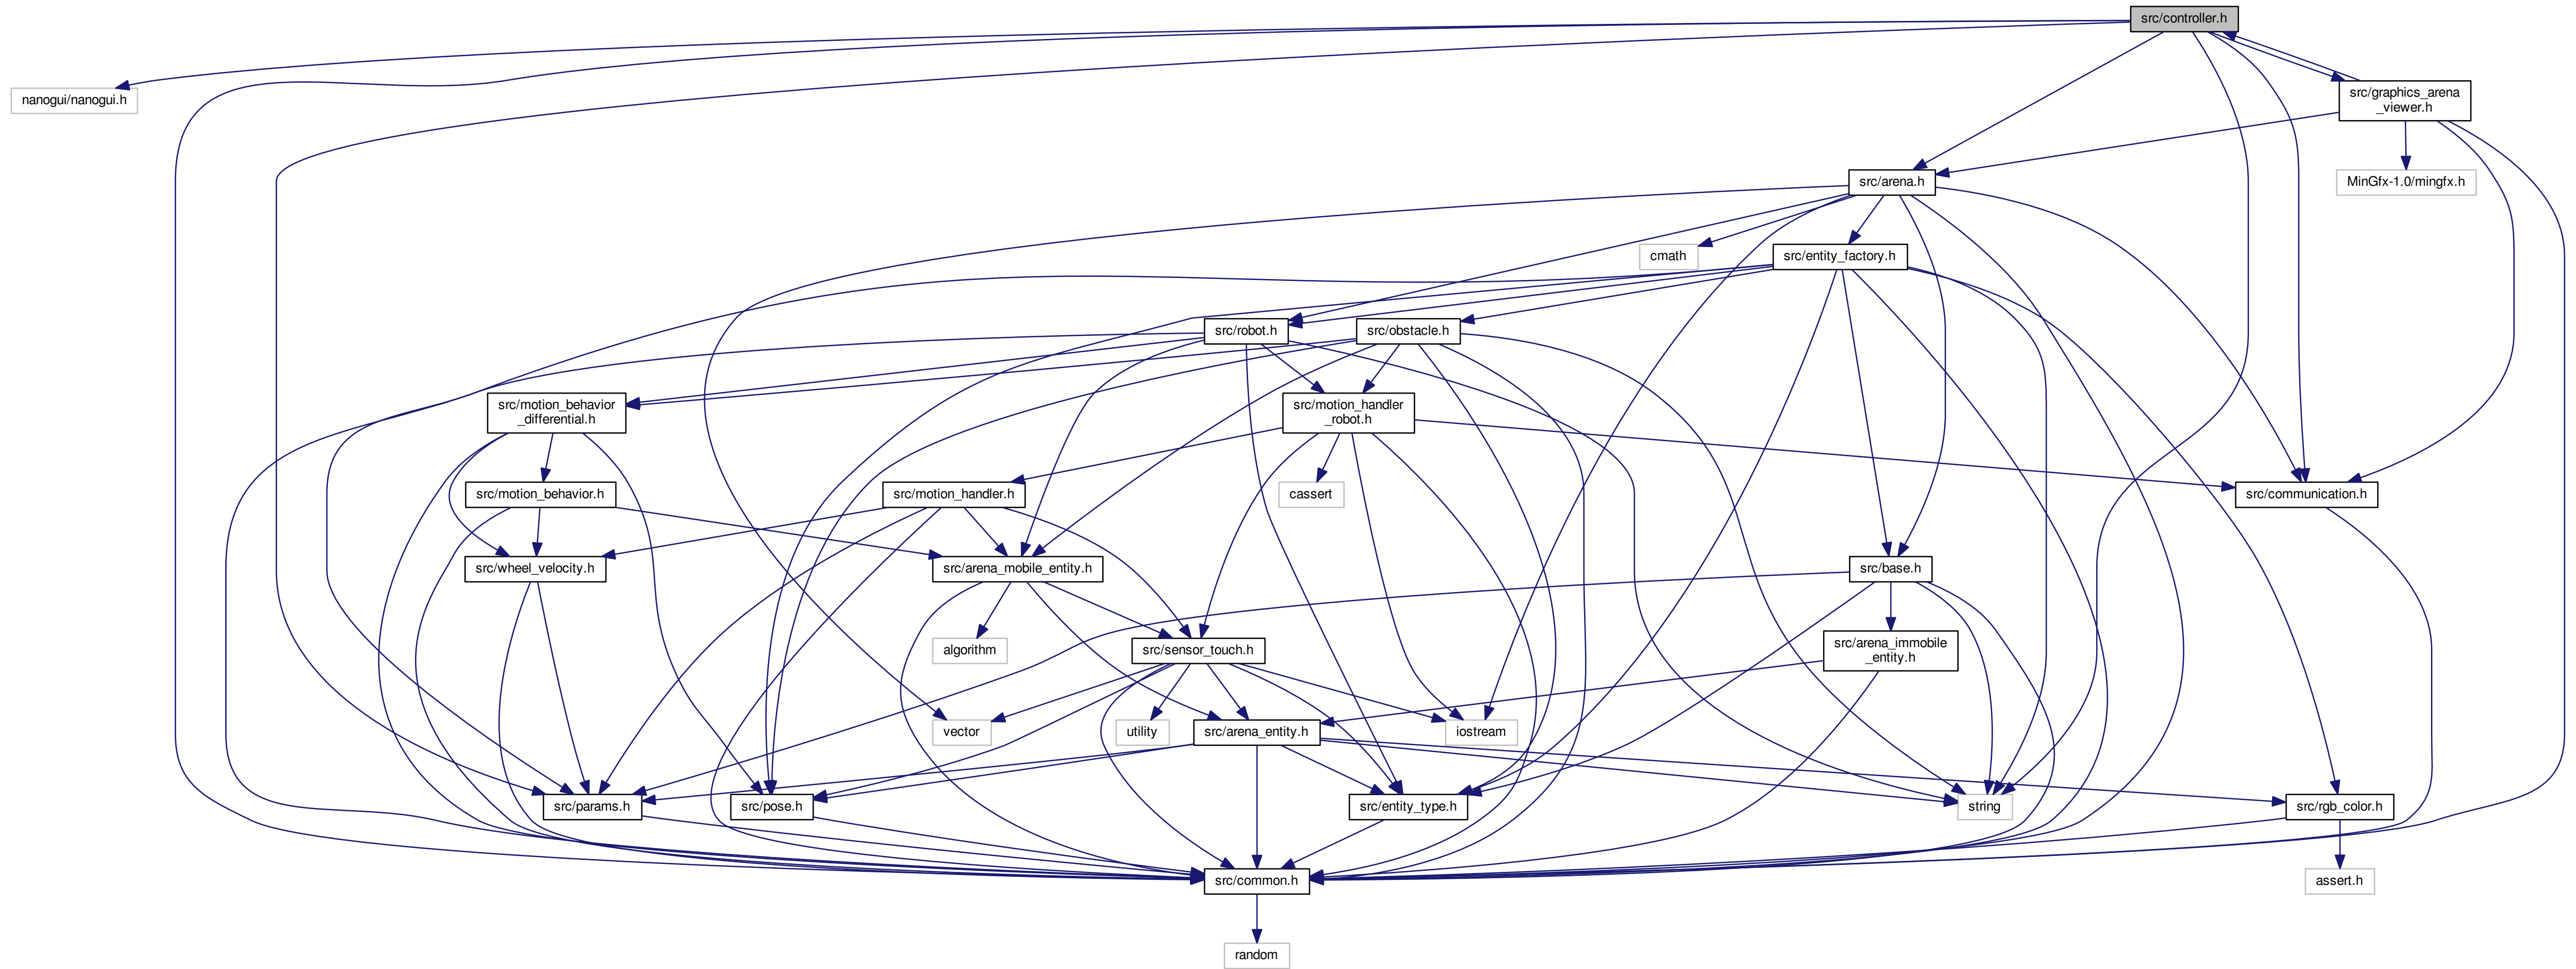 src/controller.h
nanogui/nanogui.h
src/graphics_arena
_viewer.h
src/arena.h
MinGfx-1.0/mingfx.h
cmath
src/entity_factory.h
src/robot.h
src/obstacle.h
src/motion_behavior
_differential.h
src/motion_handler
_robot.h
src/motion_behavior.h
src/motion_handler.h
cassert
src/communication.h
src/wheel_velocity.h
src/arena_mobile_entity.h
src/base.h
algorithm
src/sensor_touch.h
src/arena_immobile
_entity.h
vector
utility
src/arena_entity.h
iostream
src/params.h
src/pose.h
src/entity_type.h
string
src/rgb_color.h
src/common.h
assert.h
random